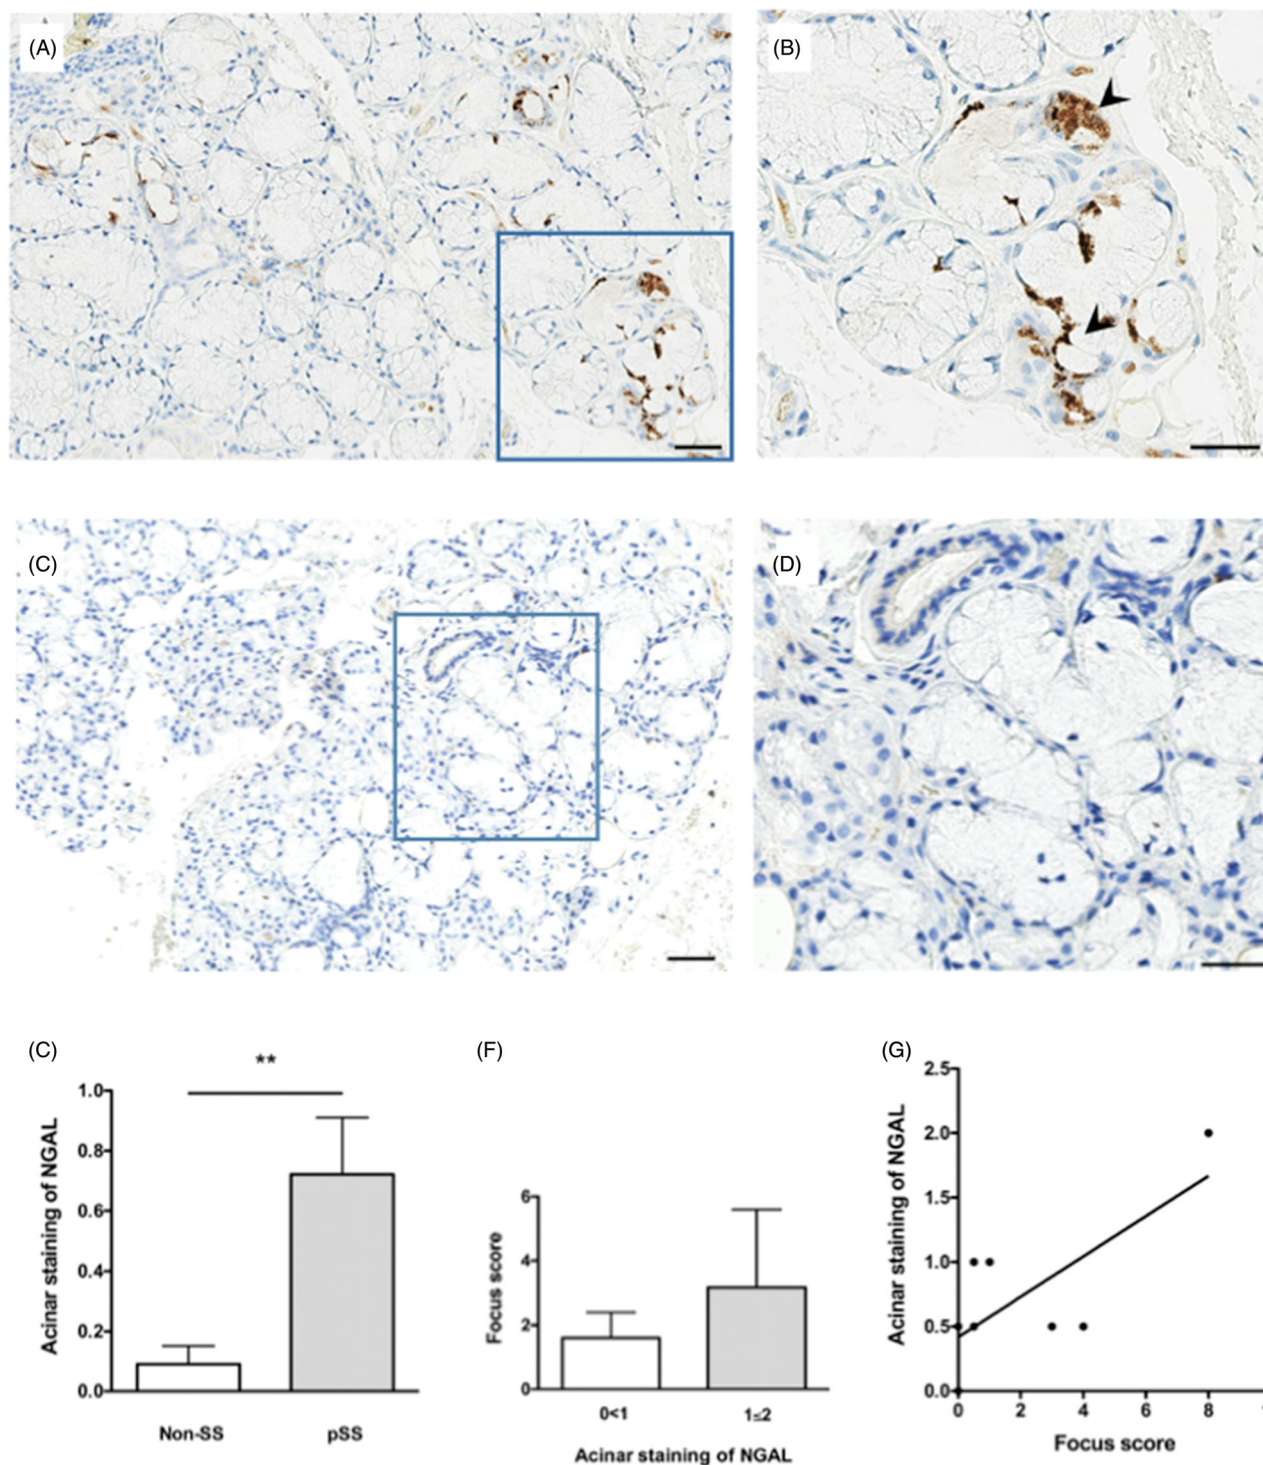 (A)
(B)
(C)
(D)
(C)
**
Acinar staining of NGAL
1.0
0.8
0.6
0.4
0.2
0.0
Non-SS
pSS
(F)
Focus score
6
4
2
0
0<1
1≤2
Acinar staining of NGAL
(G)
Acinar staining of NGAL
2.5
2.0
1.5
1.0
0.5
0.0
0
2
4
6
8
Focus score